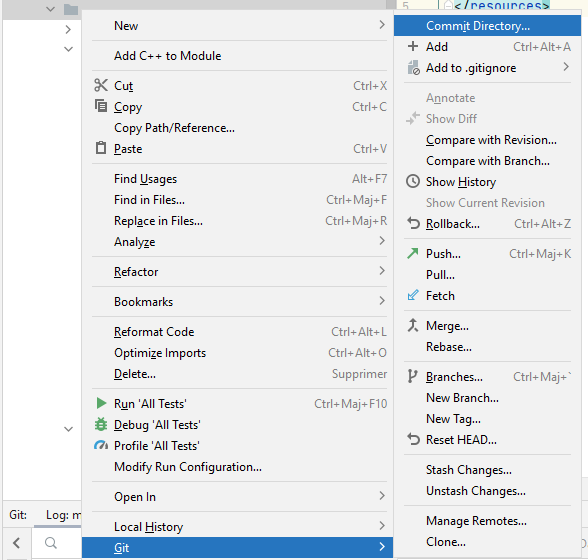 5
</resources>
New
Add C++ to Module
Cut Ctrl+X
Copy Ctrl+C
Copy Path/Reference...
Paste Ctrl+V
Find Usages Alt+F7
Find in Files... Ctrl+Maj+F
Replace in Files... Ctrl+Maj+R
Analyze
Refactor
Bookmarks
Reformat Code Ctrl+Alt+L
Optimize Imports Ctrl+Alt+O
Delete... Supprimer
Run 'All Tests' Ctrl+Maj+F10
Debug 'All Tests'
Profile 'All Tests'
Modify Run Configuration...
Open In
Local History
Git
Commit Directory...
Add Ctrl+Alt+A
Add to .gitignore
Annotate
Show Diff
Compare with Revision...
Compare with Branch...
Show History
Show Current Revision
Rollback... Ctrl+Alt+Z
Push... Ctrl+Maj+K
Pull...
Fetch
Merge...
Rebase...
Branches... Ctrl+Maj+`
New Branch...
New Tag...
Reset HEAD...
Stash Changes...
Unstash Changes...
Manage Remotes...
Clone...
Git: Log: m